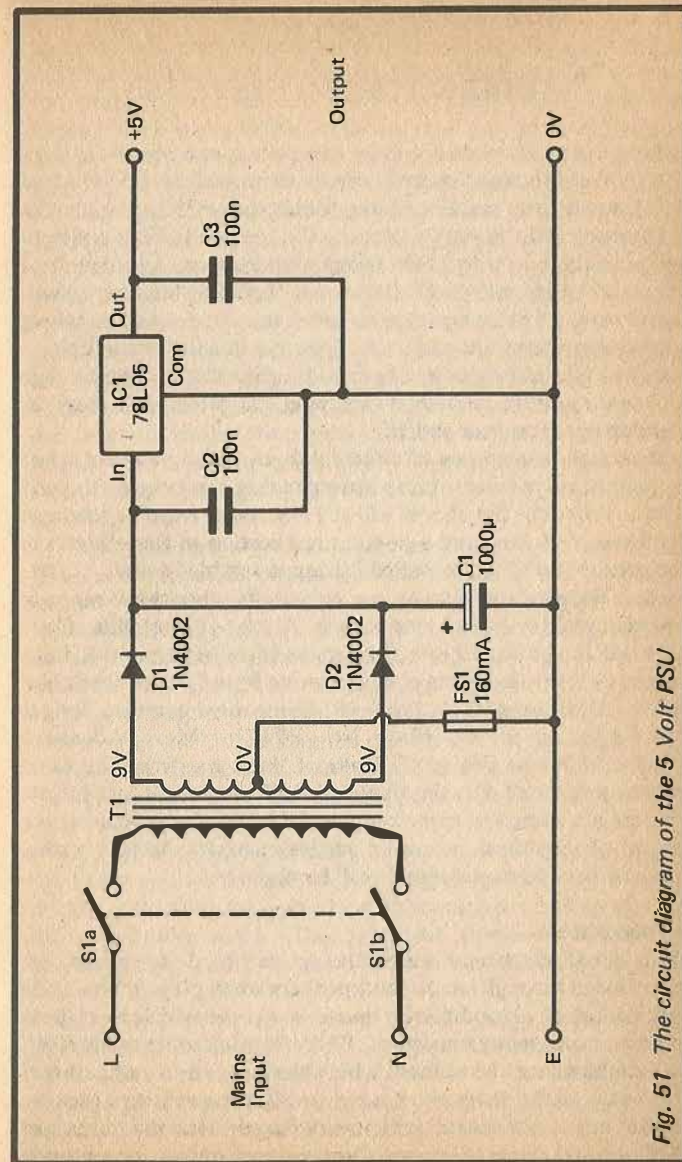 +5V
Output
0V
Out
C3
100n
IC1
78L05
Com
In
C2
100n
D1
1N4002
D2
1N4002
+
C1
1000µ
FS1
160mA
9V
0V
9V
T1
S1a
S1b
L
Mains
Input
N
E
Fig. 51 The circuit diagram of the 5 Volt PSU